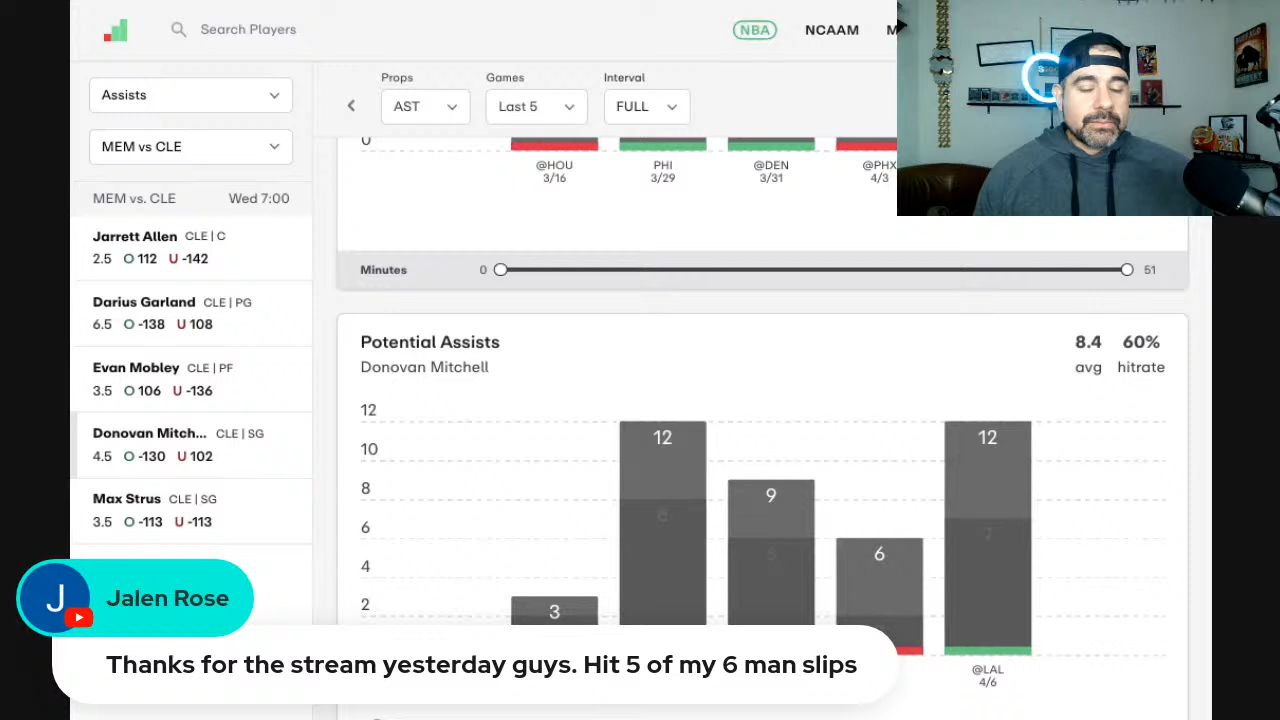 Search Players
NBA
NCAAM
M
Assists
MEM vs CLE
Props
AST
Games
Last 5
Interval
FULL
0
@HOU
3/16
PHI
3/29
@DEN
3/31
@PHX
4/3
MEM vs. CLE Wed 7:00
Jarrett Allen CLE | C
2.5 O 112 U -142
Darius Garland CLE | PG
6.5 O -138 U 108
Evan Mobley CLE | PF
3.5 O 106 U -136
Donovan Mitch... CLE | SG
4.5 O -130 U 102
Max Strus CLE | SG
3.5 O -113 U -113
Minutes 0 51
Potential Assists
Donovan Mitchell
8.4 60%
avg hitrate
12
10
8
6
4
2
3
12
8
9
6
12
7
@LAL
4/6
J
Jalen Rose
Thanks for the stream yesterday guys. Hit 5 of my 6 man slips